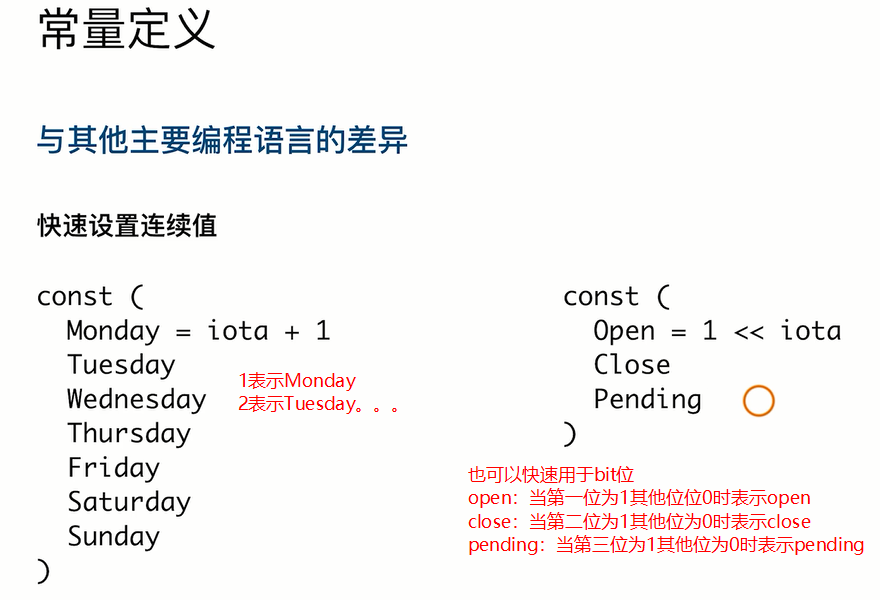 常量定义
与其他主要编程语言的差异
快速设置连续值
const (
Monday = iota + 1
Tuesday
Wednesday
Thursday
Friday
Saturday
Sunday
)
1表示Monday
2表示Tuesday。。。
const (
Open = 1 << iota
Close
Pending
)
也可以快速用于bit位
open：当第一位为1其他位位0时表示open
close：当第二位为1其他位为0时表示close
pending：当第三位为1其他位为0时表示pending